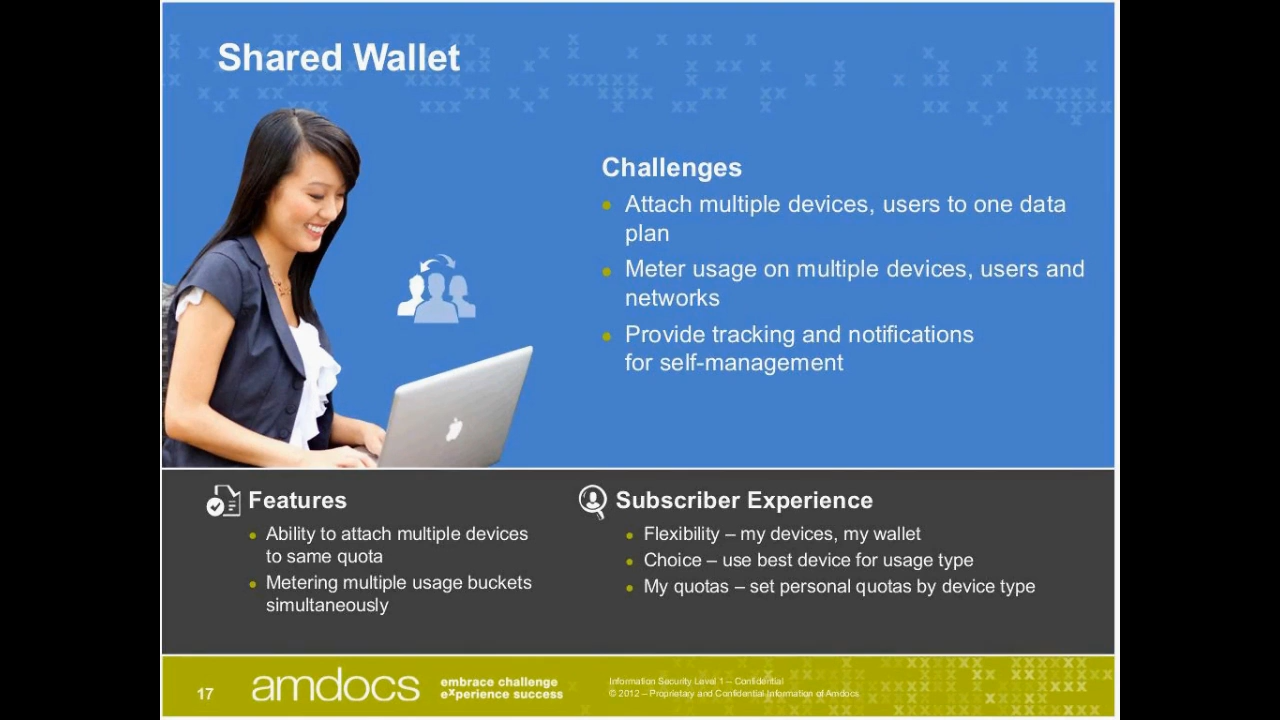 Shared Wallet
Challenges
• Attach multiple devices, users to one data
plan
• Meter usage on multiple devices, users and
networks
• Provide tracking and notifications
for self-management
Features
• Ability to attach multiple devices
to same quota
• Metering multiple usage buckets
simultaneously
Subscriber Experience
• Flexibility – my devices, my wallet
• Choice – use best device for usage type
• My quotas – set personal quotas by device type
17
amdocs
embrace challenge
experience success
Information Security Level 1 – Confidential
© 2012 – Proprietary and Confidential Information of Amdocs